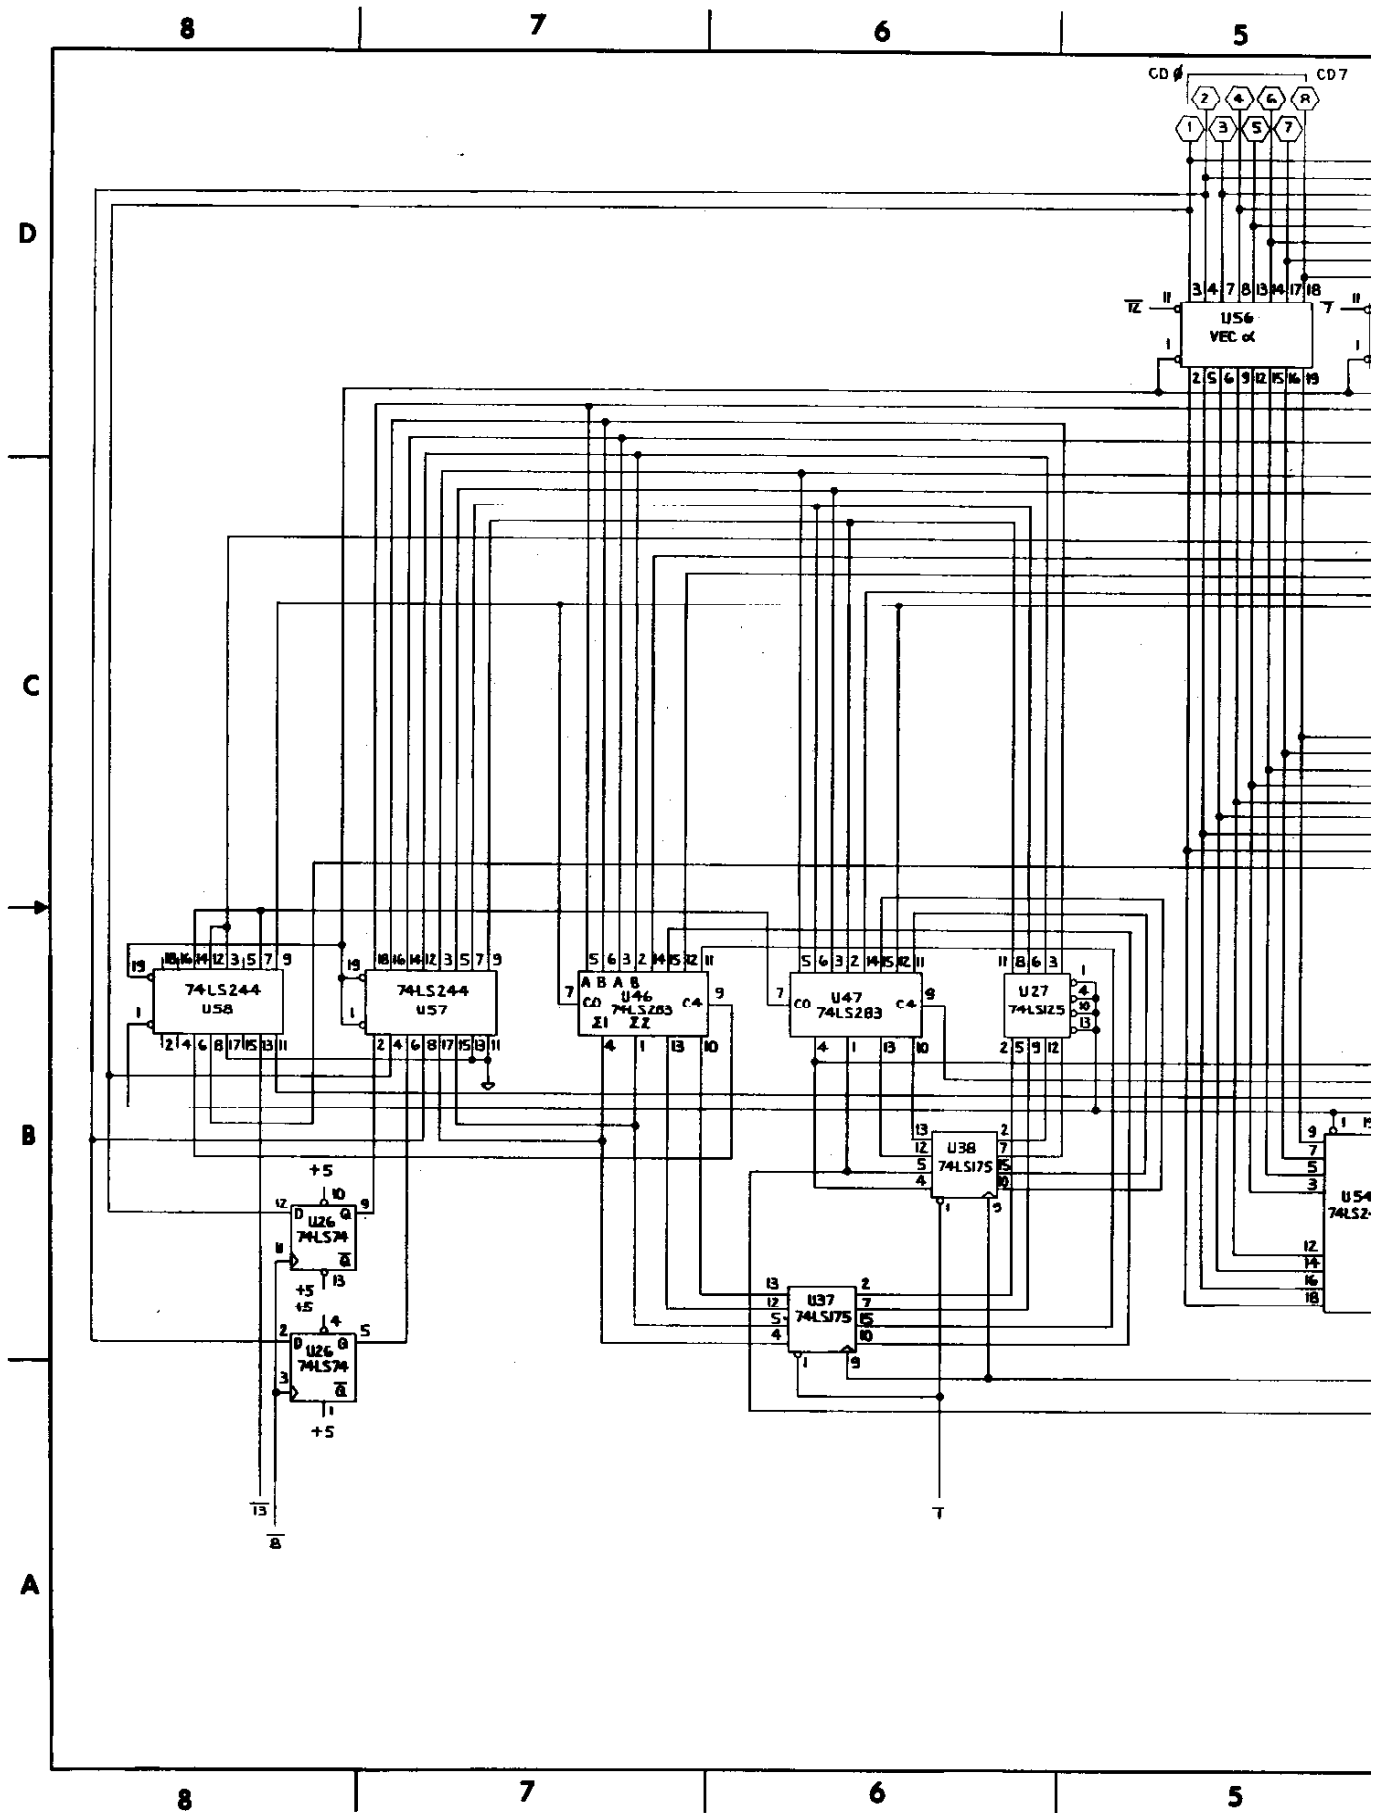 8 7 6 5
CDØ CD7
2 4 6 8
1 3 5 7
D
3 4 7 8 13 14 17 18
12 11 7 11
U56
VEC α
1 1
2 5 6 9 12 15 16 19
C
18 16 14 12 3 5 7 9
19
74LS244
U58
1
2 4 6 8 17 15 13 11
18 16 14 12 3 5 7 9
19
74LS244
U57
1
2 4 6 8 17 15 13 11
5 6 3 2 14 15 12 11
A B A B
7 C0 U46 C4 9
74LS283
Σ1 Σ2
4 1 13 10
5 6 3 2 14 15 12 11
7 C0 U47 C4 9
74LS283
4 1 13 10
11 8 6 3
U27
74LS125
1
4
10
13
2 5 9 12
B
13 2
12 U38 7
5 74LS175 15
4 10
1 9
1
9
7
5
3
U54
12
14
16
18
+5
10
12 D Q 9
U26
74LS74
11 Q
13
+5
+5
4
2 D Q 5
U26
74LS74
3 Q
1
+5
13 2
12 U37 7
5 74LS175 15
4 10
1 9
13
8
1
A
8 7 6 5